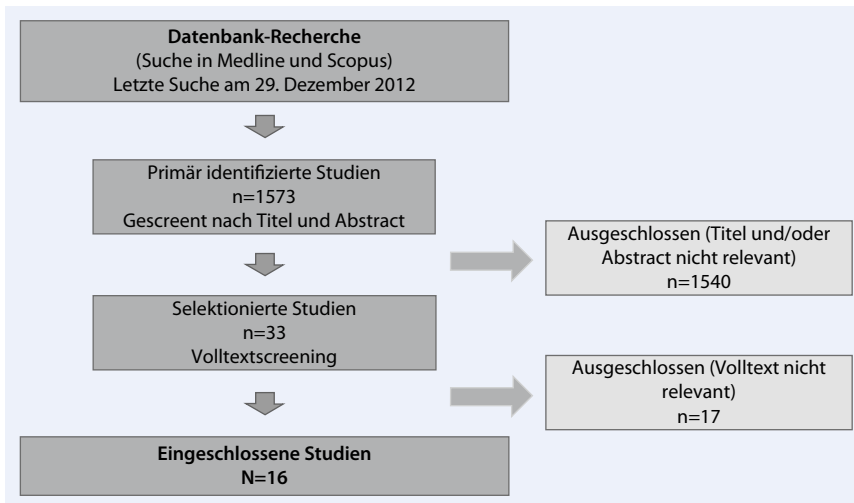 Datenbank-Recherche
(Suche in Medline und Scopus)
Letzte Suche am 29. Dezember 2012
Primär identifizierte Studien
n=1573
Gescreent nach Titel und Abstract
Ausgeschlossen (Titel und/oder
Abstract nicht relevant)
n=1540
Selektionierte Studien
n=33
Volltextscreening
Ausgeschlossen (Volltext nicht
relevant)
n=17
Eingeschlossene Studien
N=16